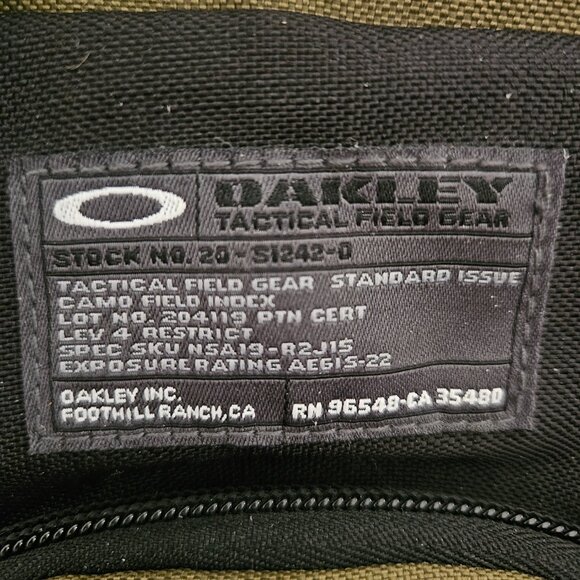 OAKLEY
TACTICAL FIELD GEAR
STOCK NO. 20-S1242-0
TACTICAL FIELD GEAR STANDARD ISSUE
CAMO FIELD INDEX
LOT NO. 204119 PTN CERT
LEV 4 RESTRICT
SPEC SKU NSA19-R2J15
EXPOSURE RATING AEGIS-22
OAKLEY INC.
FOOTHILL RANCH, CA
RN 96548-CA 35480